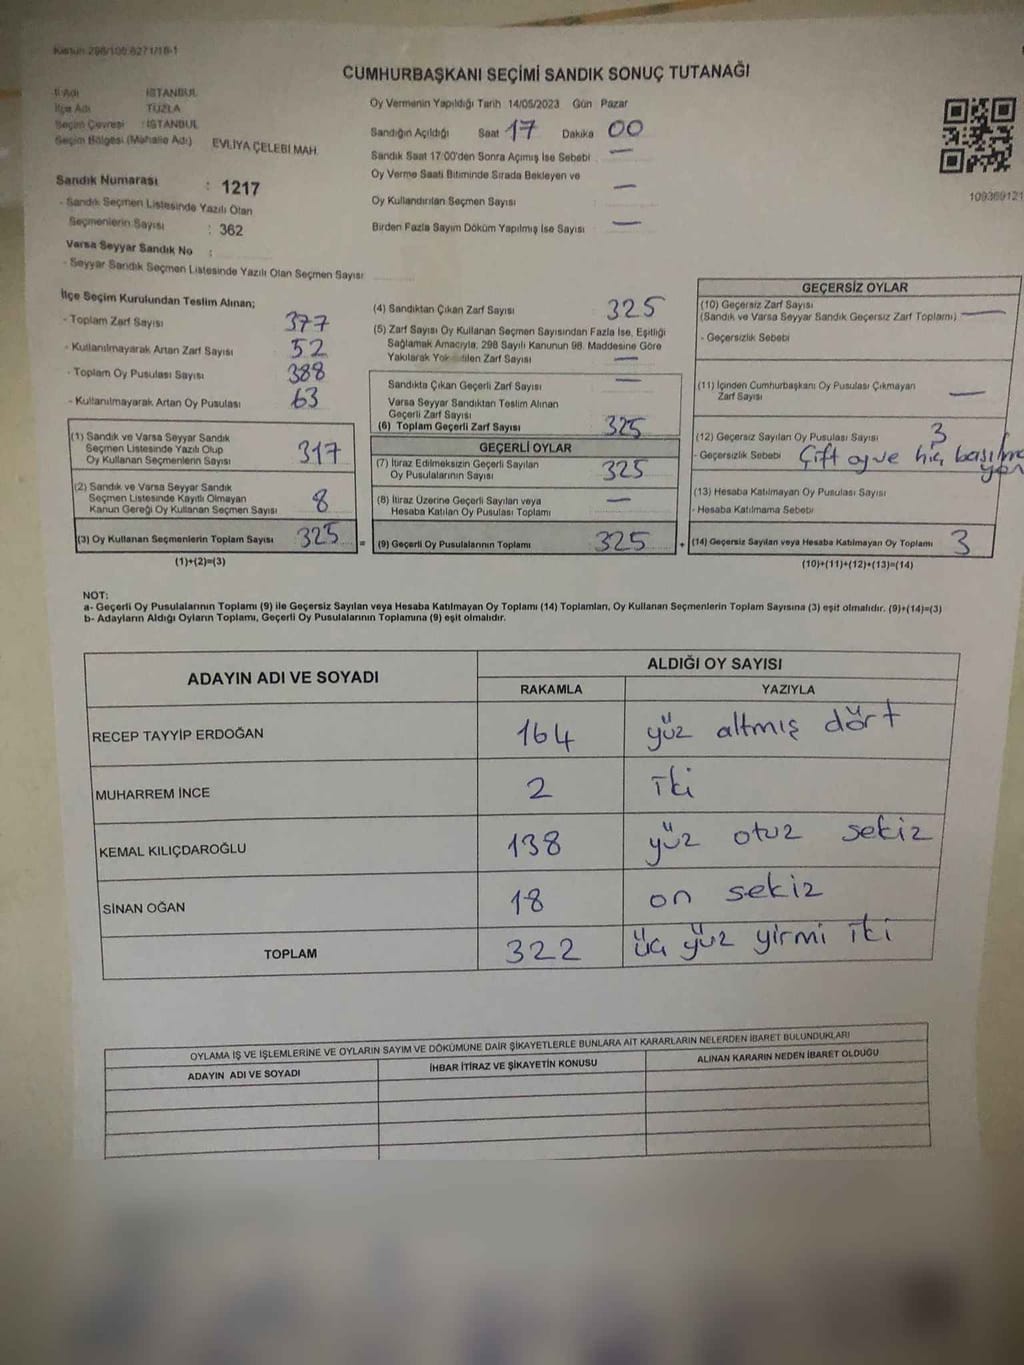 Kanun 298/105 6271/18-1
CUMHURBAŞKANI SEÇİMİ SANDIK SONUÇ TUTANAĞI
İl Adı : İSTANBUL
İlçe Adı : TUZLA
Seçim Çevresi : İSTANBUL
Seçim Bölgesi (Mahalle Adı) EVLİYA ÇELEBİ MAH.
Sandık Numarası : 1217
- Sandık Seçmen Listesinde Yazılı Olan
Seçmenlerin Sayısı : 362
Varsa Seyyar Sandık No :
- Seyyar Sandık Seçmen Listesinde Yazılı Olan Seçmen Sayısı
Oy Vermenin Yapıldığı Tarih 14/05/2023 Gün Pazar
Sandığın Açıldığı Saat 17 Dakika 00
Sandık Saat 17:00'den Sonra Açımış İse Sebebi —
Oy Verme Saati Bitiminde Sırada Bekleyen ve
Oy Kullandırılan Seçmen Sayısı —
Birden Fazla Sayım Döküm Yapılmış İse Sayısı —
109369121
İlçe Seçim Kurulundan Teslim Alınan;
- Toplam Zarf Sayısı 377
- Kullanılmayarak Artan Zarf Sayısı 52
- Toplam Oy Pusulası Sayısı 388
- Kullanılmayarak Artan Oy Pusulası 63
(1) Sandık ve Varsa Seyyar Sandık
Seçmen Listesinde Yazılı Olup
Oy Kullanan Seçmenlerin Sayısı 317
(2) Sandık ve Varsa Seyyar Sandık
Seçmen Listesinde Kayıtlı Olmayan
Kanun Gereği Oy Kullanan Seçmen Sayısı 8
(3) Oy Kullanan Seçmenlerin Toplam Sayısı 325 =
(1)+(2)=(3)
(4) Sandıktan Çıkan Zarf Sayısı 325
(5) Zarf Sayısı Oy Kullanan Seçmen Sayısından Fazla İse, Eşitliği
Sağlamak Amacıyla, 298 Sayılı Kanunun 98. Maddesine Göre
Yakılarak Yok Edilen Zarf Sayısı —
Sandıkta Çıkan Geçerli Zarf Sayısı —
Varsa Seyyar Sandıktan Teslim Alınan
Geçerli Zarf Sayısı
(6) Toplam Geçerli Zarf Sayısı 325
GEÇERLİ OYLAR
(7) İtiraz Edilmeksizin Geçerli Sayılan
Oy Pusulalarının Sayısı 325
(8) İtiraz Üzerine Geçerli Sayılan veya
Hesaba Katılan Oy Pusulası Toplamı —
(9) Geçerli Oy Pusulalarının Toplamı 325 +
GEÇERSİZ OYLAR
(10) Geçersiz Zarf Sayısı
(Sandık ve Varsa Seyyar Sandık Geçersiz Zarf Toplamı) —
- Geçersizlik Sebebi
(11) İçinden Cumhurbaşkanı Oy Pusulası Çıkmayan
Zarf Sayısı —
(12) Geçersiz Sayılan Oy Pusulası Sayısı 3
- Geçersizlik Sebebi Çift oy ve hiç
(13) Hesaba Katılmayan Oy Pusulası Sayısı
- Hesaba Katılmama Sebebi
(14) Geçersiz Sayılan veya Hesaba Katılmayan Oy Toplamı 3
(10)+(11)+(12)+(13)=(14)
NOT:
a- Geçerli Oy Pusulalarının Toplamı (9) ile Geçersiz Sayılan veya Hesaba Katılmayan Oy Toplamı (14) Toplamları, Oy Kullanan Seçmenlerin Toplam Sayısına (3) eşit olmalıdır. (9)+(14)=(3)
b- Adayların Aldığı Oyların Toplamı, Geçerli Oy Pusulalarının Toplamına (9) eşit olmalıdır.
ADAYIN ADI VE SOYADI ALDIĞI OY SAYISI
RAKAMLA YAZIYLA
RECEP TAYYİP ERDOĞAN 164 yüz altmış dört
MUHARREM İNCE 2 iki
KEMAL KILIÇDAROĞLU 138 yüz otuz sekiz
SİNAN OĞAN 18 on sekiz
TOPLAM 322 üç yüz yirmi iki
OYLAMA İŞ VE İŞLEMLERİNE VE OYLARIN SAYIM VE DÖKÜMÜNE DAİR ŞİKAYETLERLE BUNLARA AİT KARARLARIN NELERDEN İBARET BULUNDUKLARI
ADAYIN ADI VE SOYADI İHBAR İTİRAZ VE ŞİKAYETİN KONUSU ALINAN KARARIN NEDEN İBARET OLDUĞU